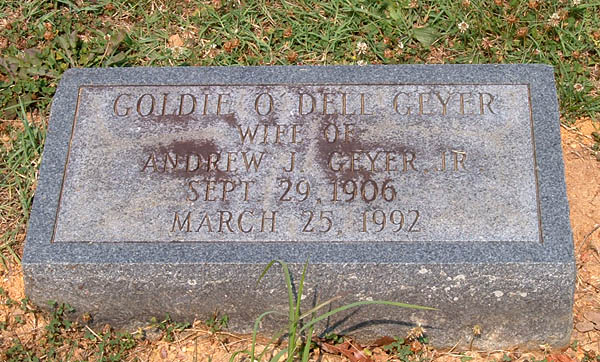 GOLDIE O'DELL GEYER
WIFE OF
ANDREW J. GEYER, JR.
SEPT. 29, 1906
MARCH 25, 1992